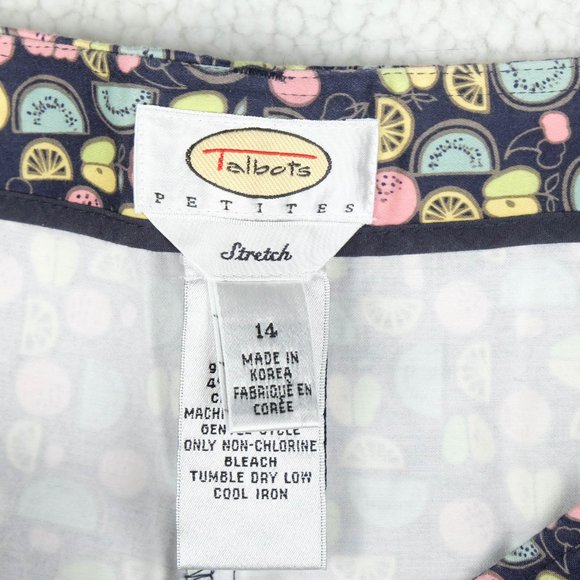 Talbots
PETITES
Stretch
14
MADE IN
KOREA
FABRIQUÉ EN
CORÉE
ONLY NON-CHLORINE
BLEACH
TUMBLE DRY LOW
COOL IRON